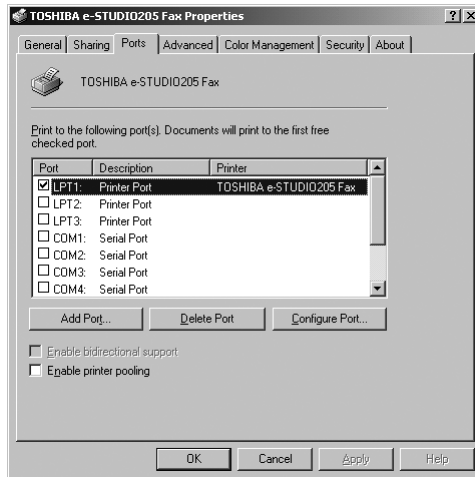 TOSHIBA e-STUDIO205 Fax Properties
General Sharing Ports Advanced Color Management Security About
TOSHIBA e-STUDIO205 Fax
Print to the following port(s). Documents will print to the first free
checked port.
Port Description Printer
LPT1: Printer Port TOSHIBA e-STUDIO205 Fax
LPT2: Printer Port
LPT3: Printer Port
COM1: Serial Port
COM2: Serial Port
COM3: Serial Port
COM4: Serial Port
Add Port... Delete Port Configure Port...
Enable bidirectional support
Enable printer pooling
OK Cancel Apply Help